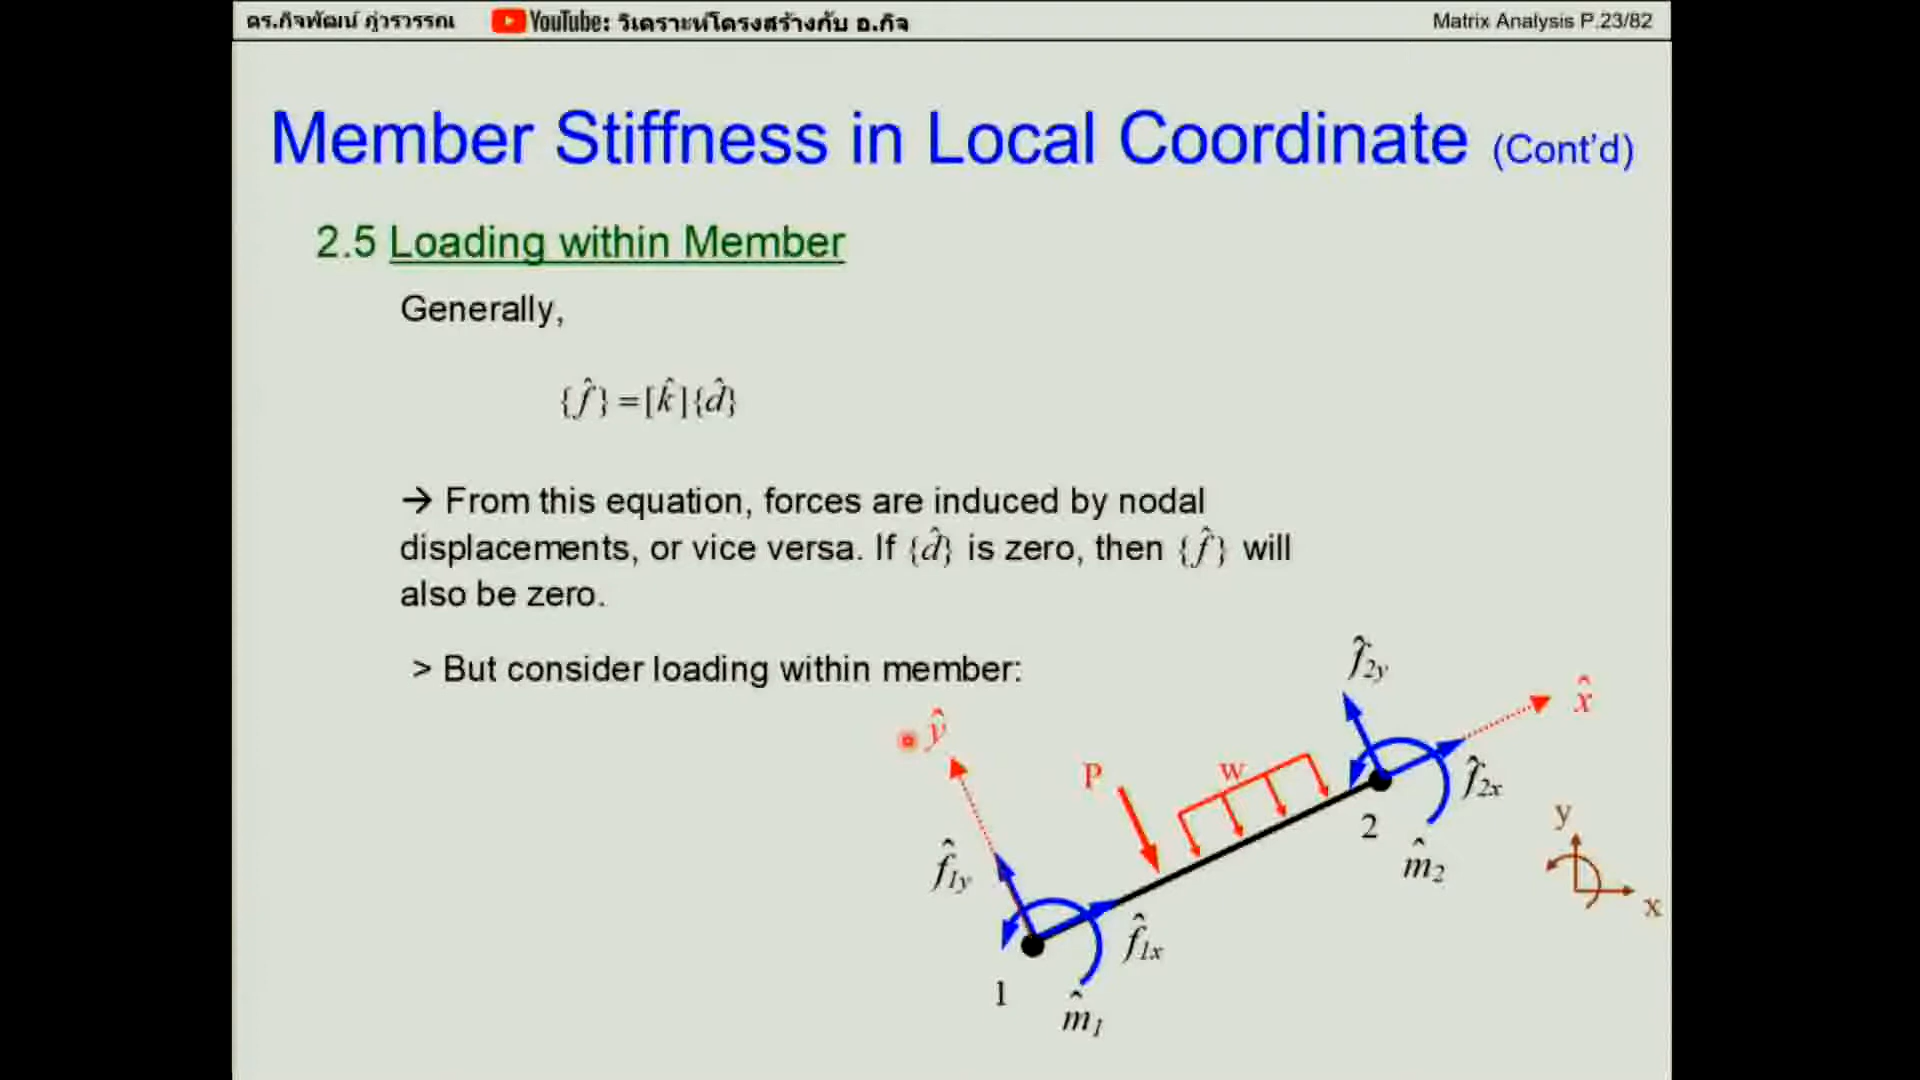 ดร.กิจพัฒน์ ภู่วรวรรณ
YouTube: วิเคราะห์โครงสร้างกับ อ.กิจ
Matrix Analysis P.23/82
Member Stiffness in Local Coordinate (Cont'd)
2.5 Loading within Member
Generally,
{f̂} = [k̂]{d̂}
→ From this equation, forces are induced by nodal
displacements, or vice versa. If {d̂} is zero, then {f̂} will
also be zero.
> But consider loading within member:
f̂2y
x̂
ŷ
P
w
f̂2x
2
y
m̂2
f̂1y
x
f̂1x
1
m̂1